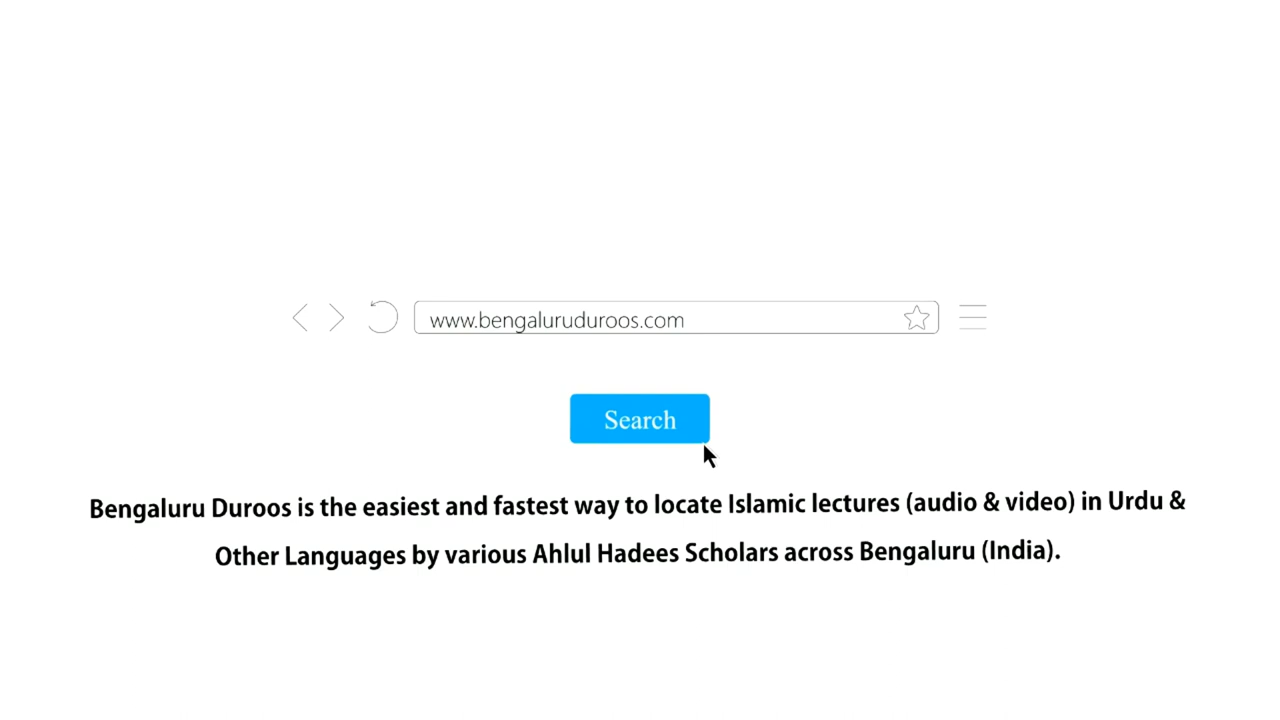 www.bengaluruduroos.com
Search
Bengaluru Duroos is the easiest and fastest way to locate Islamic lectures (audio & video) in Urdu &
Other Languages by various Ahlul Hadees Scholars across Bengaluru (India).